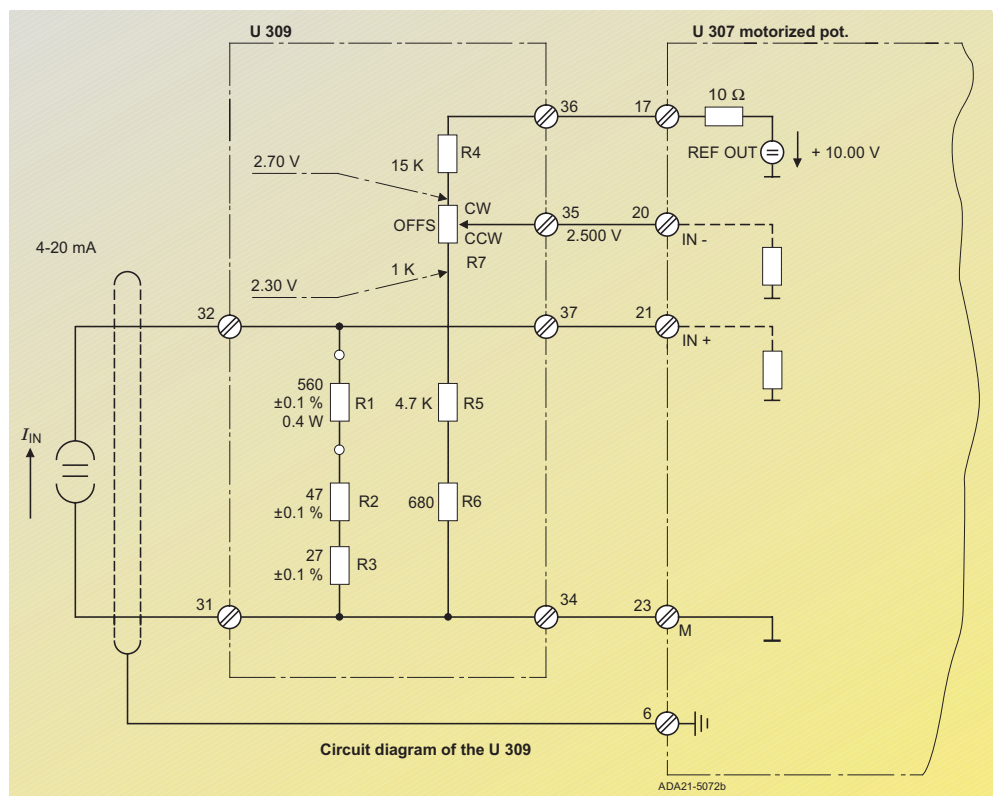 U 309
U 307 motorized pot.
36
17
10 Ω
R4
REF OUT
+ 10.00 V
2.70 V
15 K
CW
OFFS
CCW
35
2.500 V
20
IN -
R7
4-20 mA
1 K
2.30 V
32
37
21
IN +
560
±0.1 %
0.4 W
R1
4.7 K
R5
I IN
47
±0.1 %
R2
680
R6
27
±0.1 %
R3
31
34
23
M
6
Circuit diagram of the U 309
ADA21-5072b